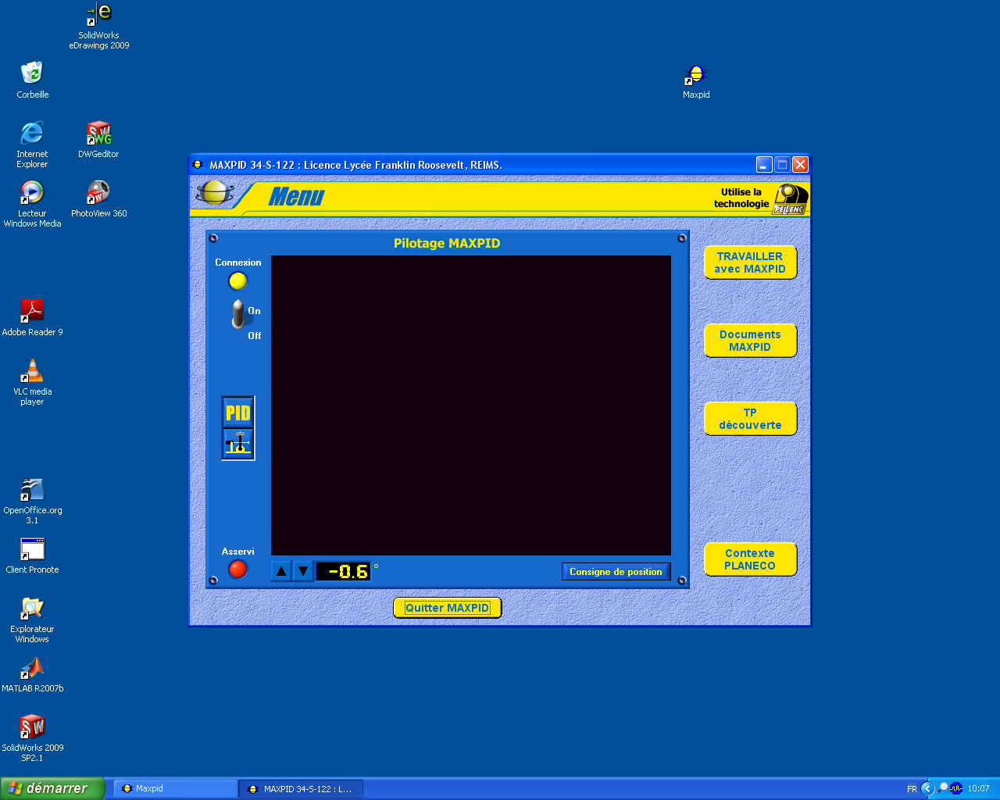 SolidWorks
eDrawings 2009
Corbeille
Maxpid
Internet
Explorer
DWGeditor
Lecteur
Windows Media
PhotoView 360
Adobe Reader 9
VLC media
player
OpenOffice.org
3.1
Client Pronote
Explorateur
Windows
MATLAB R2007b
SolidWorks 2009
SP2.1
MAXPID 34-S-122 : Licence Lycée Franklin Roosevelt, REIMS.
Menu
Utilise la
technologie
PELLENC
Pilotage MAXPID
Connexion
On
Off
PID
Asservi
-0.6 °
Consigne de position
Quitter MAXPID
TRAVAILLER
avec MAXPID
Documents
MAXPID
TP
découverte
Contexte
PLANECO
démarrer
Maxpid
MAXPID 34-S-122 : L...
FR
10:07